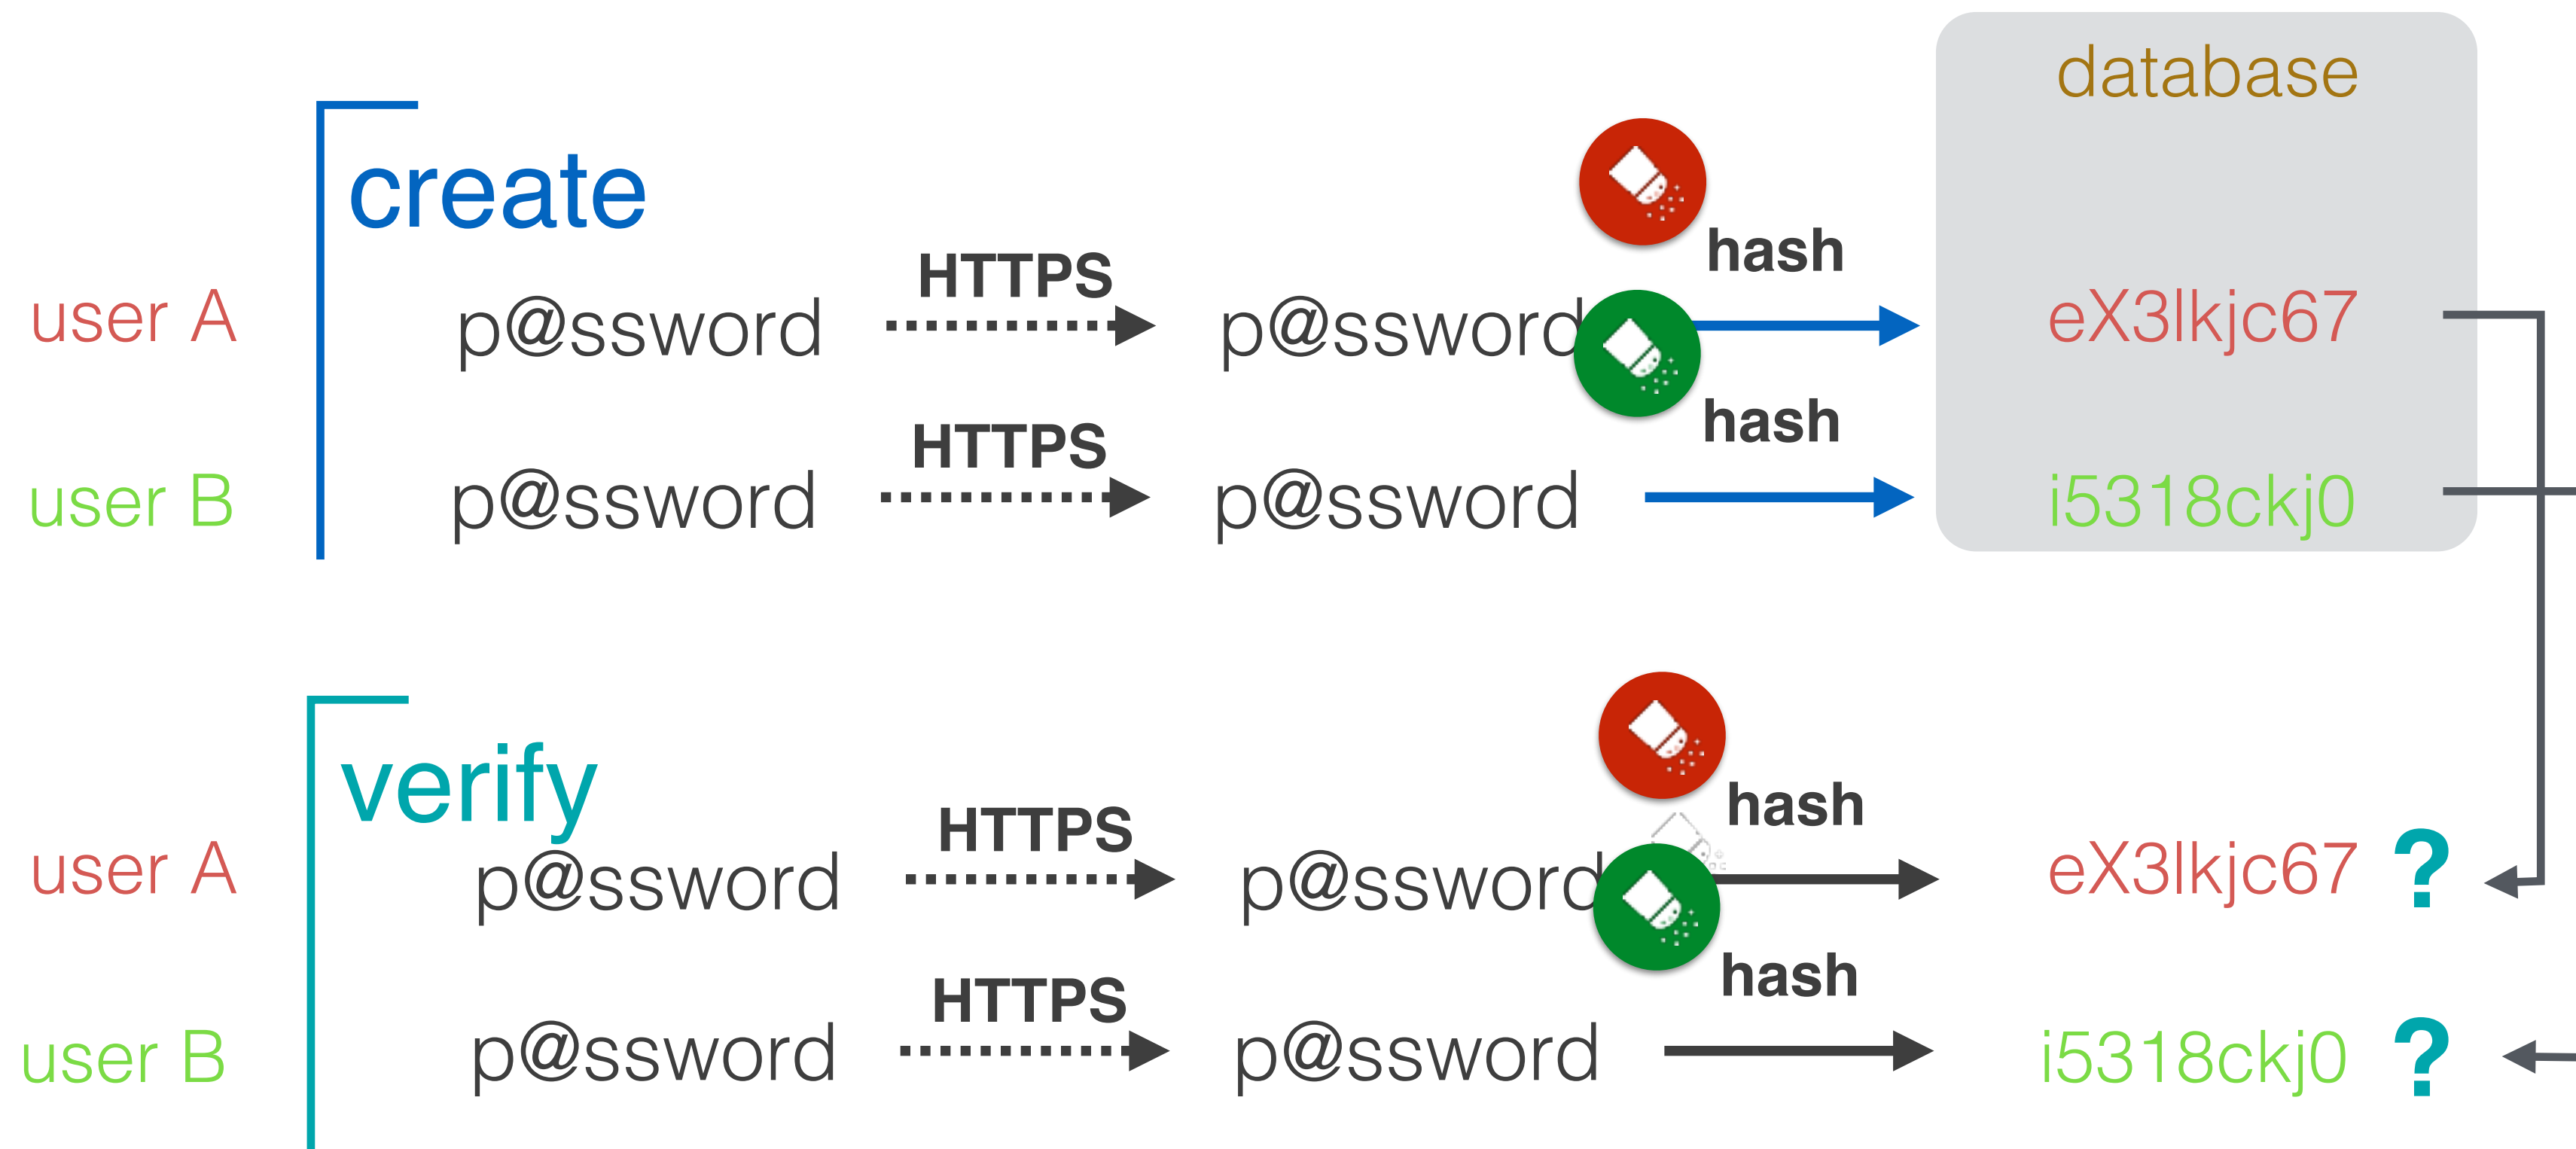 database
create
HTTPS hash
user A p@ssword p@ssword eX3lkjc67
HTTPS hash
user B p@ssword p@ssword i5318ckj0
verify
HTTPS hash
user A p@ssword p@ssword eX3lkjc67 ?
HTTPS hash
user B p@ssword p@ssword i5318ckj0 ?